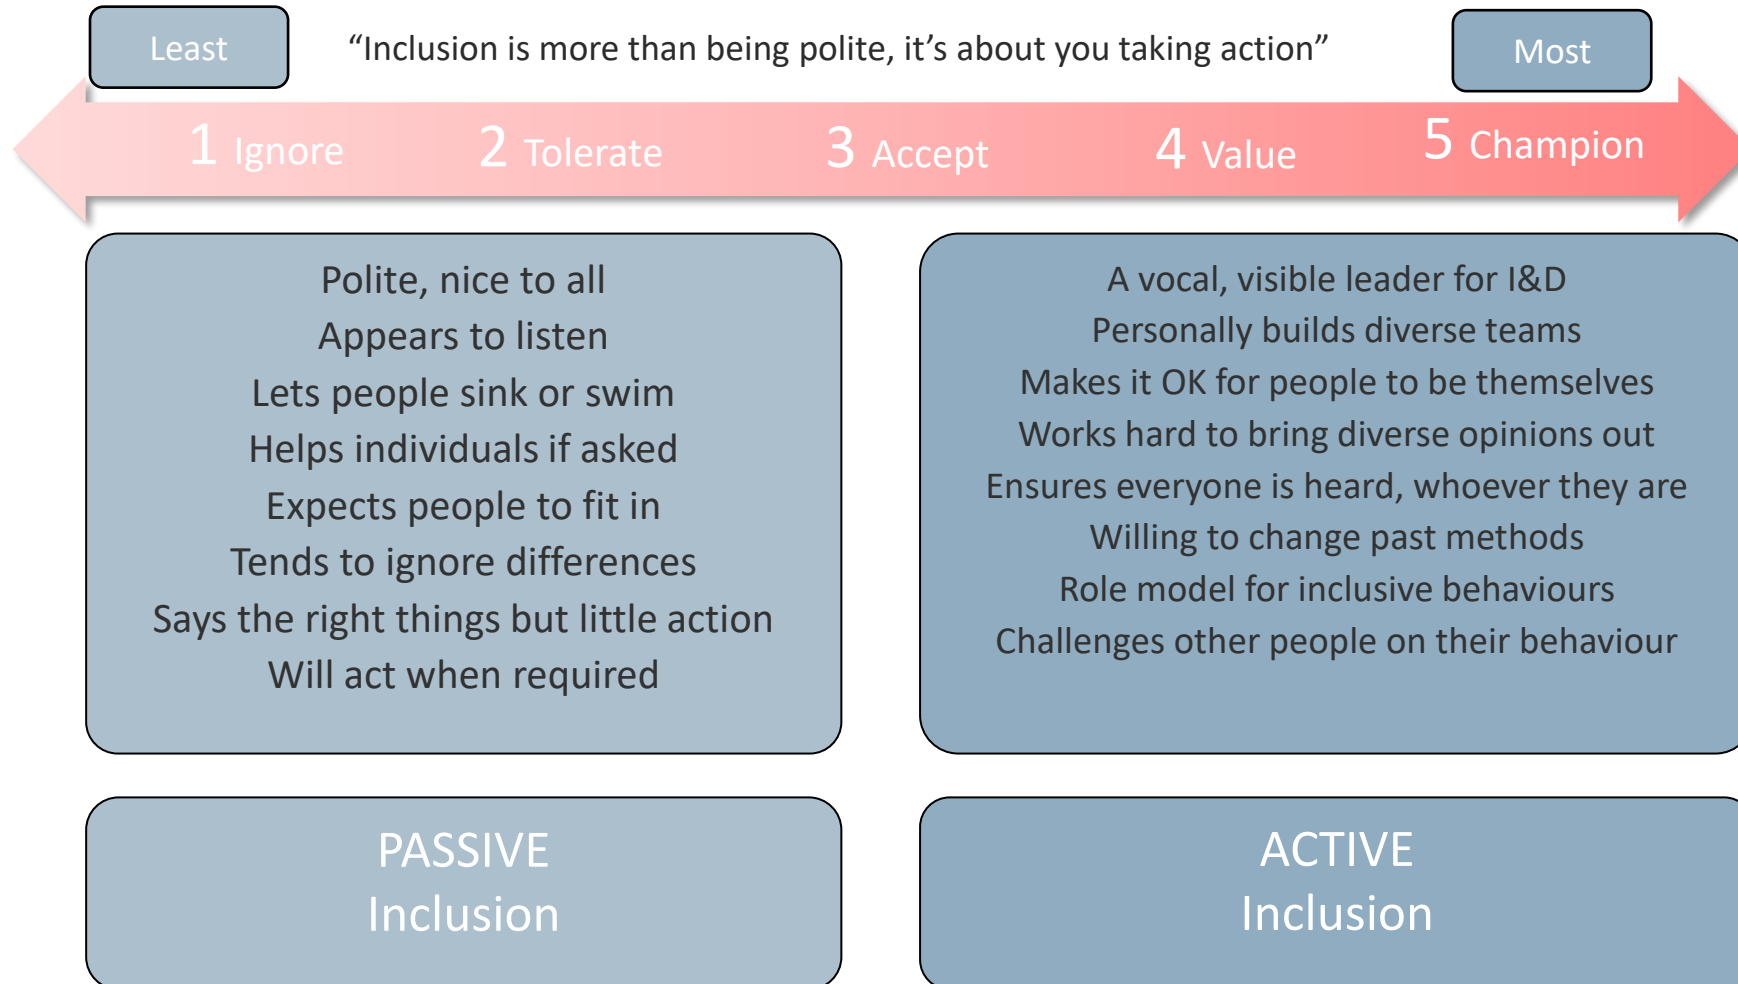 Least
“Inclusion is more than being polite, it’s about you taking action”
Most
1 Ignore
2 Tolerate
3 Accept
4 Value
5 Champion
Polite, nice to all
Appears to listen
Lets people sink or swim
Helps individuals if asked
Expects people to fit in
Tends to ignore differences
Says the right things but little action
Will act when required
A vocal, visible leader for I&D
Personally builds diverse teams
Makes it OK for people to be themselves
Works hard to bring diverse opinions out
Ensures everyone is heard, whoever they are
Willing to change past methods
Role model for inclusive behaviours
Challenges other people on their behaviour
PASSIVE
Inclusion
ACTIVE
Inclusion